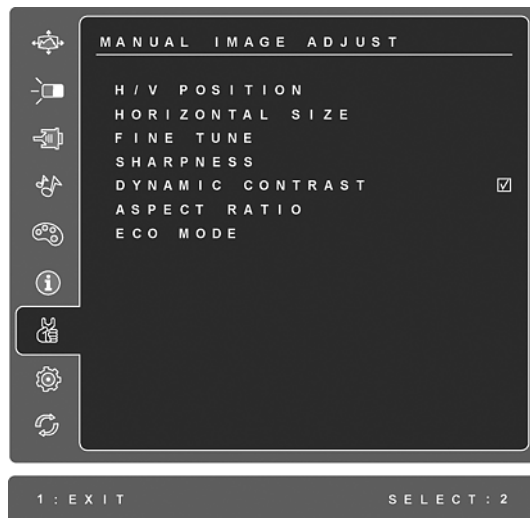 MANUAL IMAGE ADJUST
H/V POSITION
HORIZONTAL SIZE
FINE TUNE
SHARPNESS
DYNAMIC CONTRAST
ASPECT RATIO
ECO MODE
1:EXIT SELECT:2